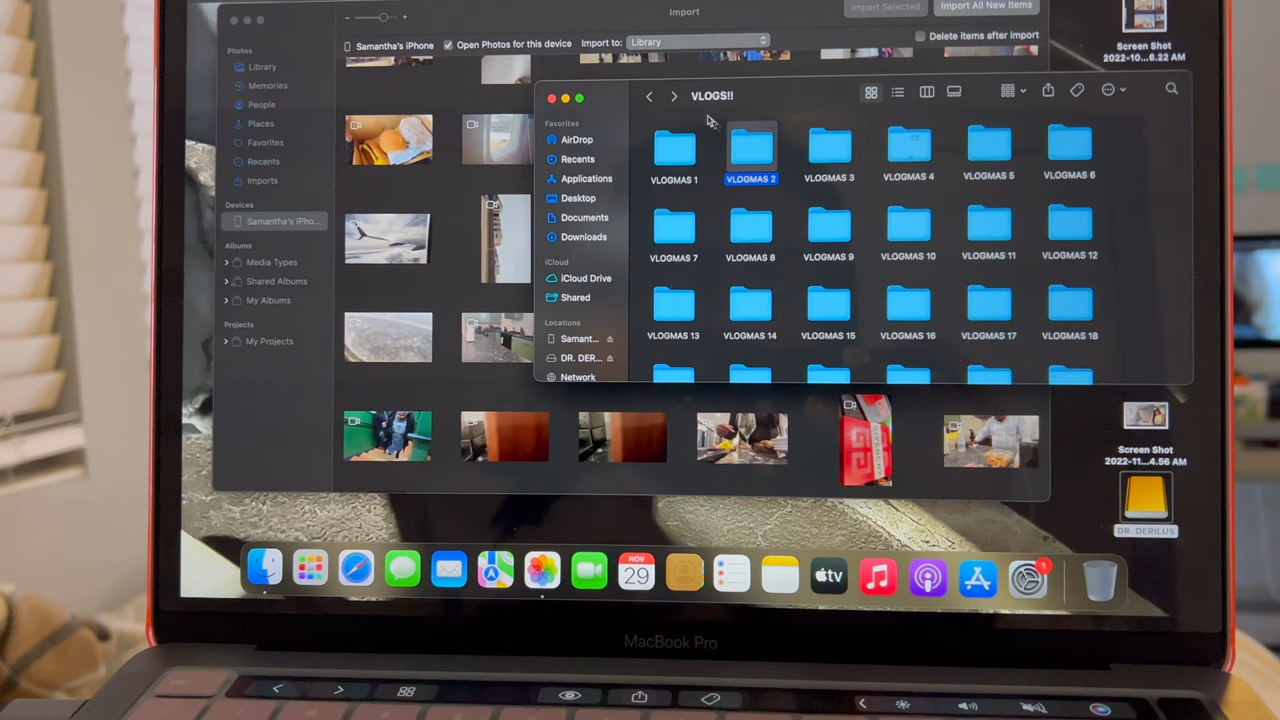 Import
Import Selected
Import All New Items
Samantha's iPhone
Open Photos for this device
Import to:
Library
Delete items after import
Photos
Library
Memories
People
Places
Favorites
Recents
Imports
Devices
Samantha's iPho...
Albums
Media Types
Shared Albums
My Albums
Projects
My Projects
VLOGS!!
Favorites
AirDrop
Recents
Applications
Desktop
Documents
Downloads
iCloud
iCloud Drive
Shared
Locations
Samant...
DR. DER...
Network
VLOGMAS 1
VLOGMAS 2
VLOGMAS 3
VLOGMAS 4
VLOGMAS 5
VLOGMAS 6
VLOGMAS 7
VLOGMAS 8
VLOGMAS 9
VLOGMAS 10
VLOGMAS 11
VLOGMAS 12
VLOGMAS 13
VLOGMAS 14
VLOGMAS 15
VLOGMAS 16
VLOGMAS 17
VLOGMAS 18
Screen Shot
2022-10...6.22 AM
Screen Shot
2022-11...4.56 AM
DR. DERILUS
NOV
29
tv
1
MacBook Pro